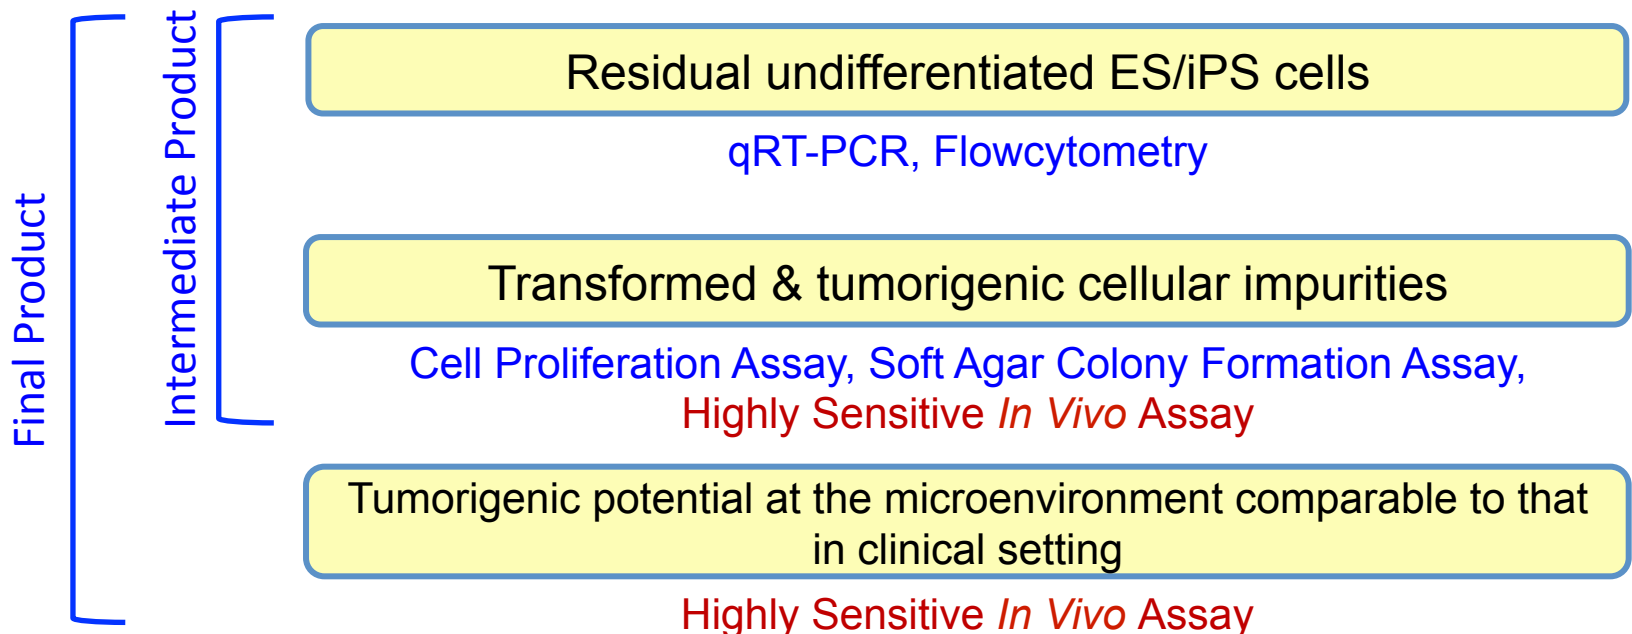 Final Product
Intermediate Product
Residual undifferentiated ES/iPS cells
qRT-PCR, Flowcytometry
Transformed & tumorigenic cellular impurities
Cell Proliferation Assay, Soft Agar Colony Formation Assay,
Highly Sensitive In Vivo Assay
Tumorigenic potential at the microenvironment comparable to that
in clinical setting
Highly Sensitive In Vivo Assay